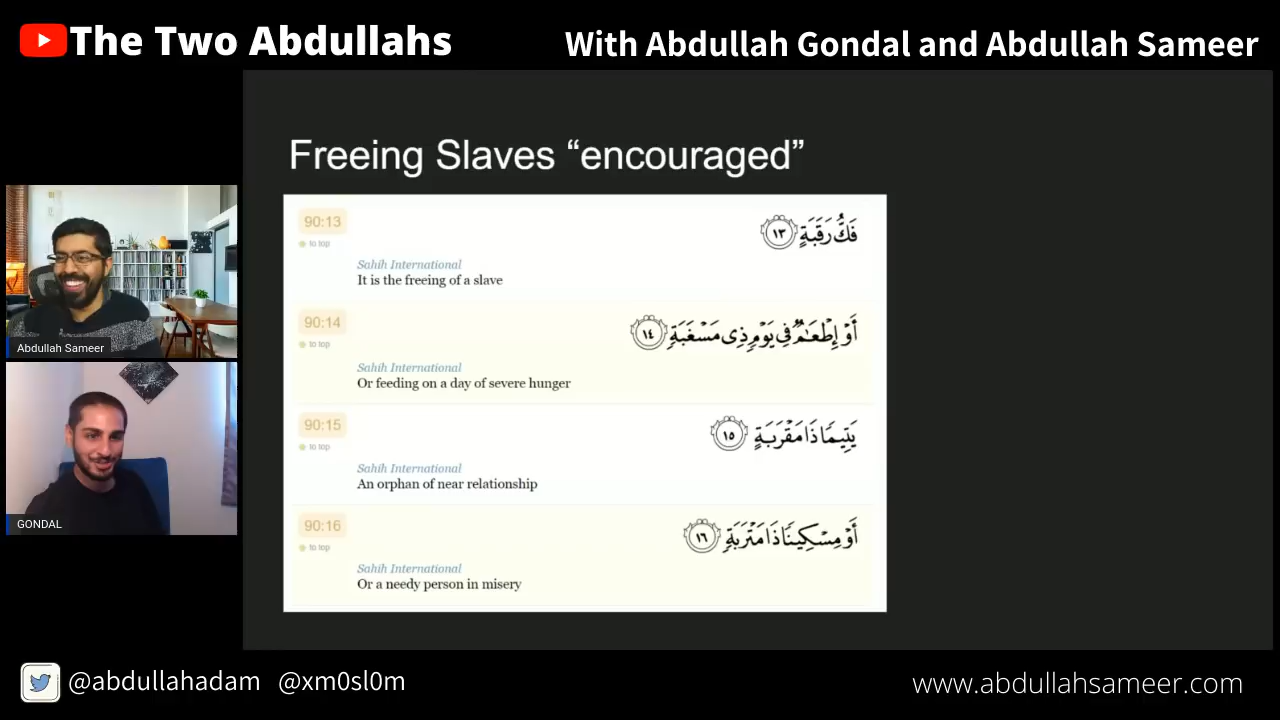 The Two Abdullahs
With Abdullah Gondal and Abdullah Sameer
Freeing Slaves “encouraged”
90:13
to top
فَكُّ رَقَبَةٍ ١٣
Sahih International
It is the freeing of a slave
90:14
to top
أَوْ إِطْعَـٰمٌ فِى يَوْمٍ ذِى مَسْغَبَةٍ ١٤
Sahih International
Or feeding on a day of severe hunger
90:15
to top
يَتِيمًا ذَا مَقْرَبَةٍ ١٥
Sahih International
An orphan of near relationship
90:16
to top
أَوْ مِسْكِينًا ذَا مَتْرَبَةٍ ١٦
Sahih International
Or a needy person in misery
Abdullah Sameer
GONDAL
@abdullahadam @xm0sl0m
www.abdullahsameer.com